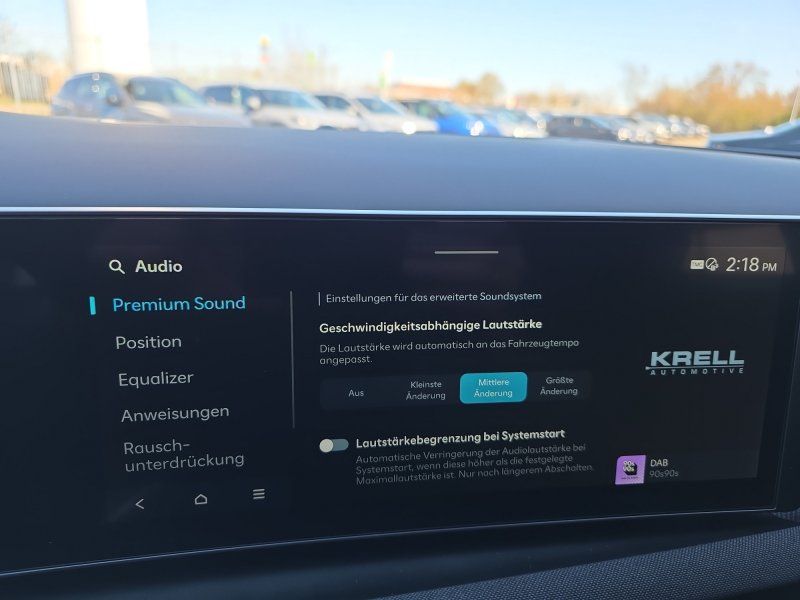 Audio
2:18 PM
Premium Sound
Position
Equalizer
Anweisungen
Rausch-
unterdrückung
Einstellungen für das erweiterte Soundsystem
Geschwindigkeitsabhängige Lautstärke
Die Lautstärke wird automatisch an das Fahrzeugtempo
angepasst.
Aus
Kleinste
Änderung
Mittlere
Änderung
Größte
Änderung
Lautstärkebegrenzung bei Systemstart
Automatische Verringerung der Audiolautstärke bei
Systemstart, wenn diese höher als die festgelegte
Maximallautstärke ist. Nur nach längerem Abschalten.
KRELL
AUTOMOTIVE
DAB
90s90s